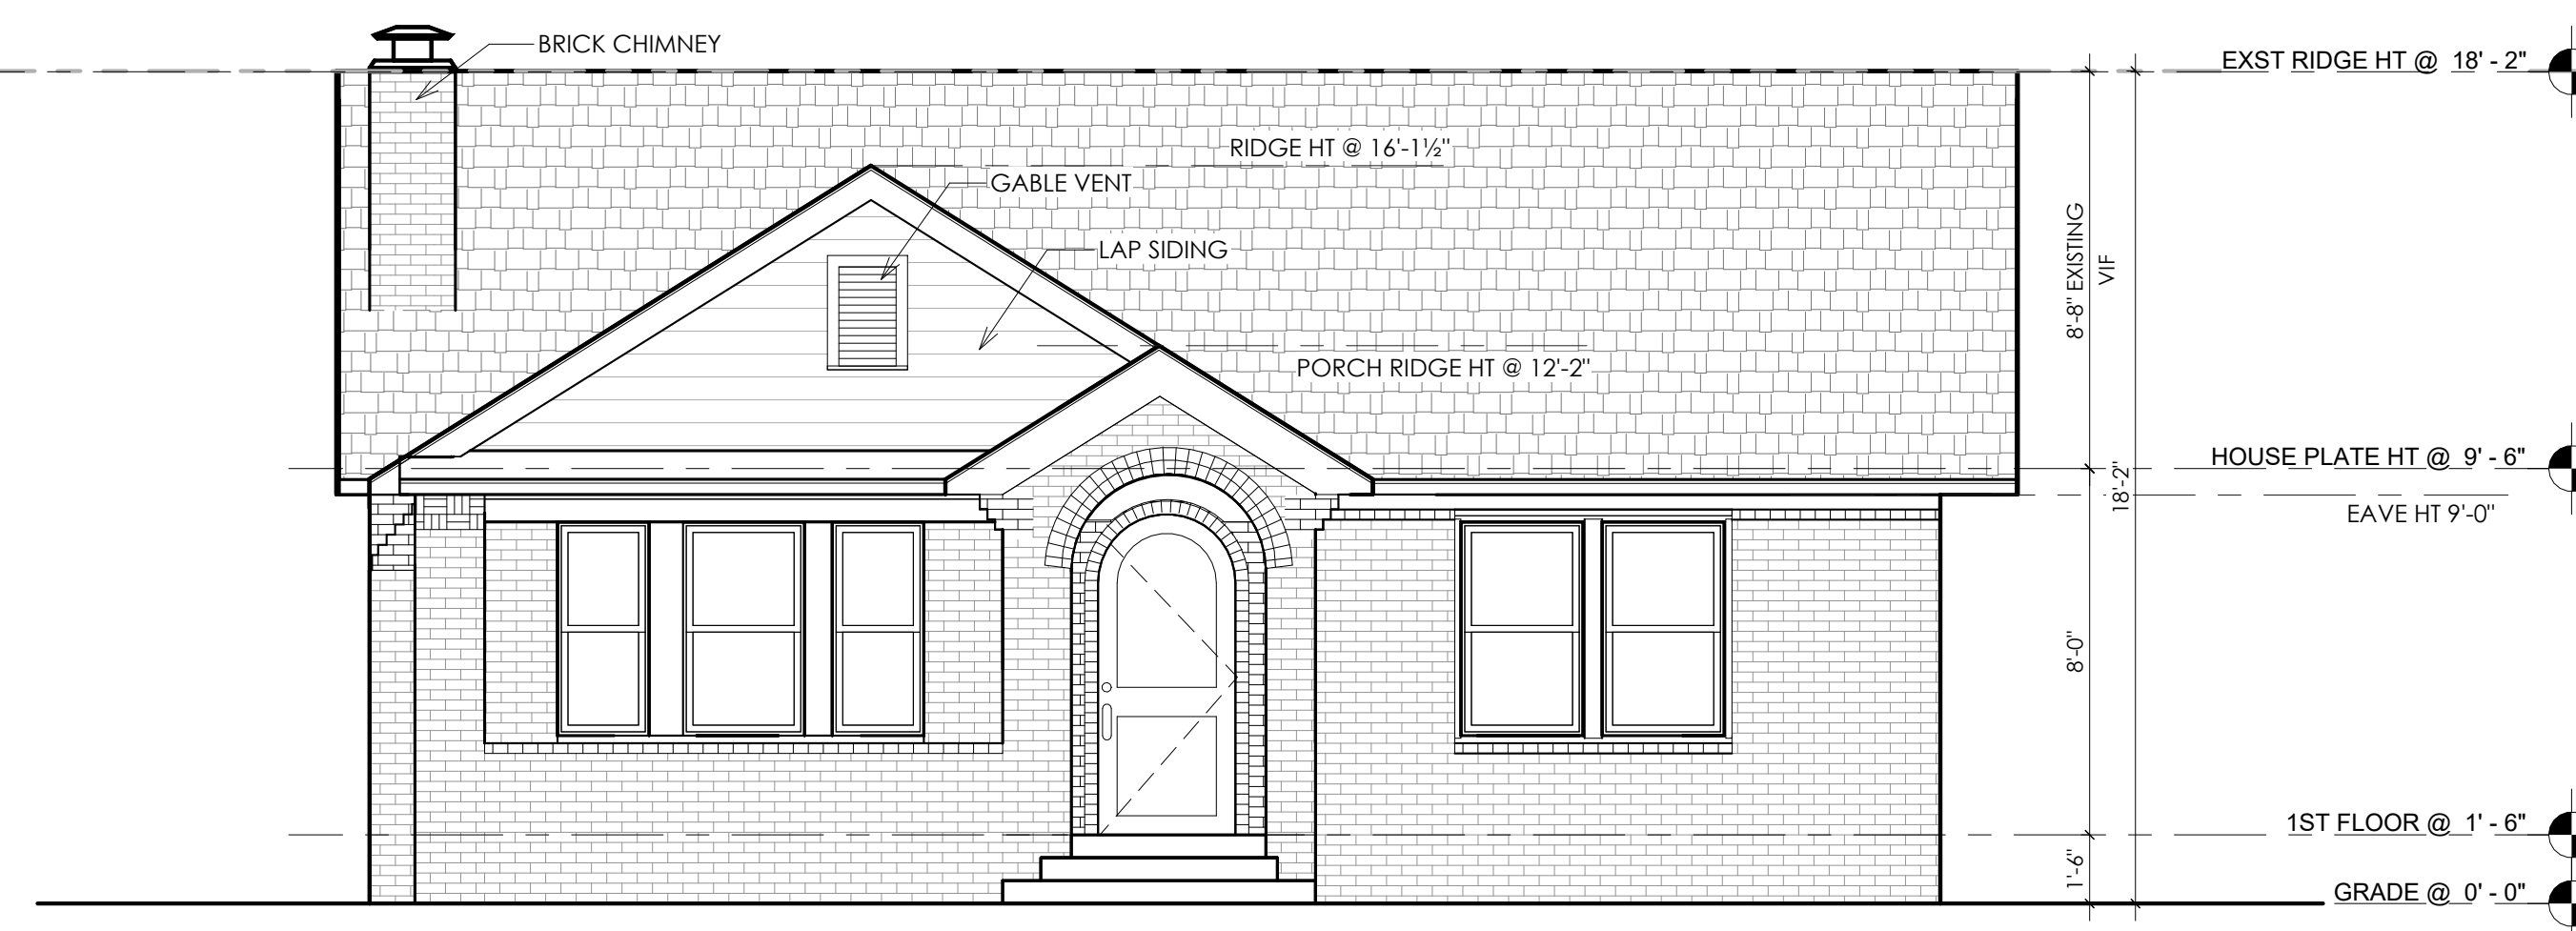 BRICK CHIMNEY
EXST RIDGE HT @ 18' - 2"
RIDGE HT @ 16'-1½"
GABLE VENT
LAP SIDING
8'-8" EXISTING
VIF
PORCH RIDGE HT @ 12'-2"
HOUSE PLATE HT @ 9' - 6"
18'-2"
EAVE HT 9'-0"
8'-0"
1ST FLOOR @ 1' - 6"
1'-6"
GRADE @ 0' - 0"